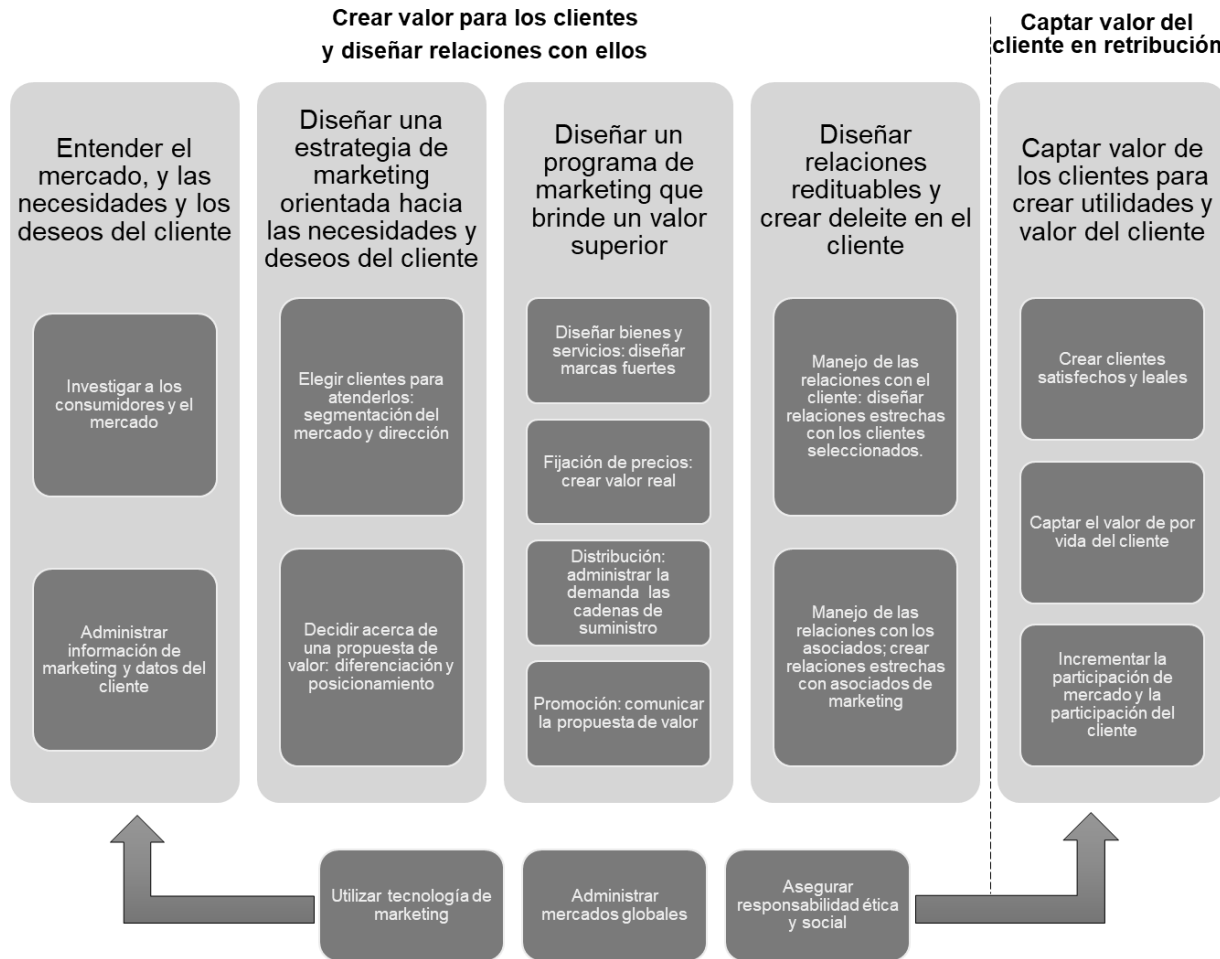 Crear valor para los clientes
y diseñar relaciones con ellos
Captar valor del
cliente en retribución
Entender el
mercado, y las
necesidades y los
deseos del cliente
Investigar a los
consumidores y el
mercado
Administrar
información de
marketing y datos del
cliente
Diseñar una
estrategia de
marketing
orientada hacia
las necesidades y
deseos del cliente
Elegir clientes para
atenderlos:
segmentación del
mercado y dirección
Decidir acerca de
una propuesta de
valor: diferenciación y
posicionamiento
Diseñar un
programa de
marketing que
brinde un valor
superior
Diseñar bienes y
servicios: diseñar
marcas fuertes
Fijación de precios:
crear valor real
Distribución:
administrar la
demanda las
cadenas de
suministro
Promoción: comunicar
la propuesta de valor
Diseñar
relaciones
redituables y
crear deleite en el
cliente
Manejo de las
relaciones con el
cliente: diseñar
relaciones estrechas
con los clientes
seleccionados.
Manejo de las
relaciones con los
asociados; crear
relaciones estrechas
con asociados de
marketing
Captar valor de
los clientes para
crear utilidades y
valor del cliente
Crear clientes
satisfechos y leales
Captar el valor de por
vida del cliente
Incrementar la
participación de
mercado y la
participación del
cliente
Utilizar tecnología de
marketing
Administrar
mercados globales
Asegurar
responsabilidad ética
y social